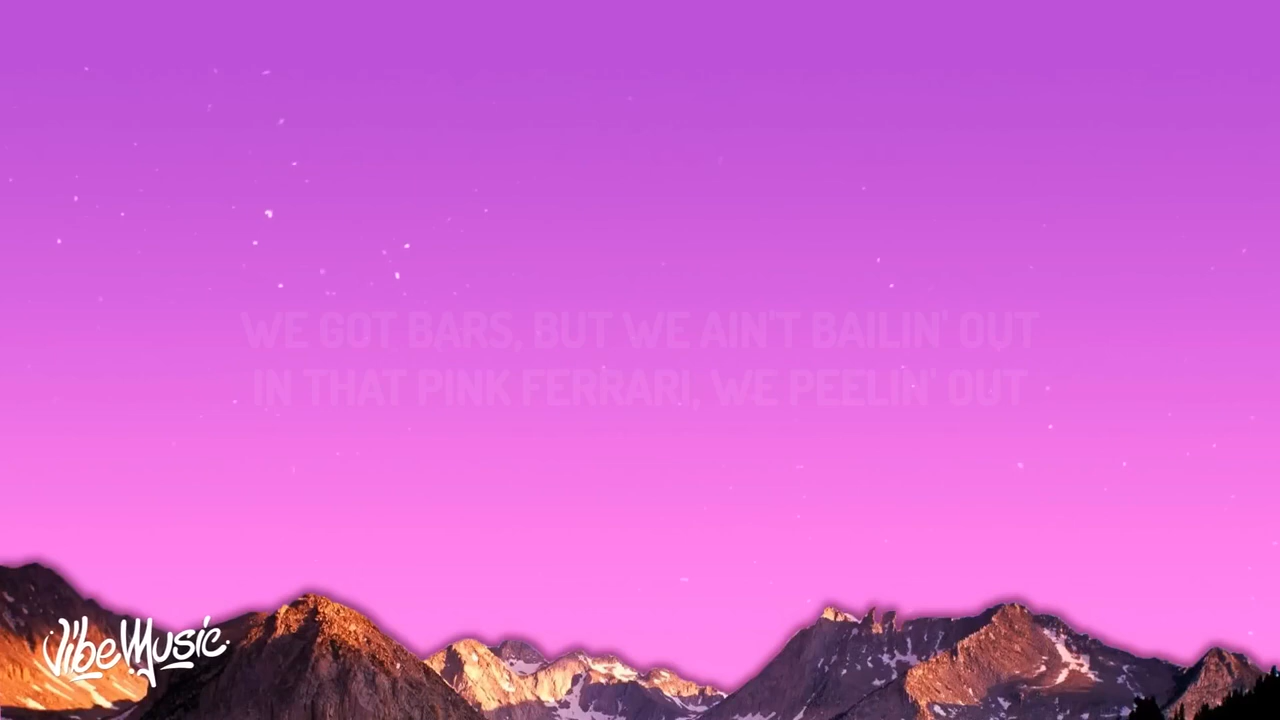 WE GOT BARS, BUT WE AIN'T BAILIN' OUT
IN THAT PINK FERRARI, WE PEELIN' OUT
VibeMusic